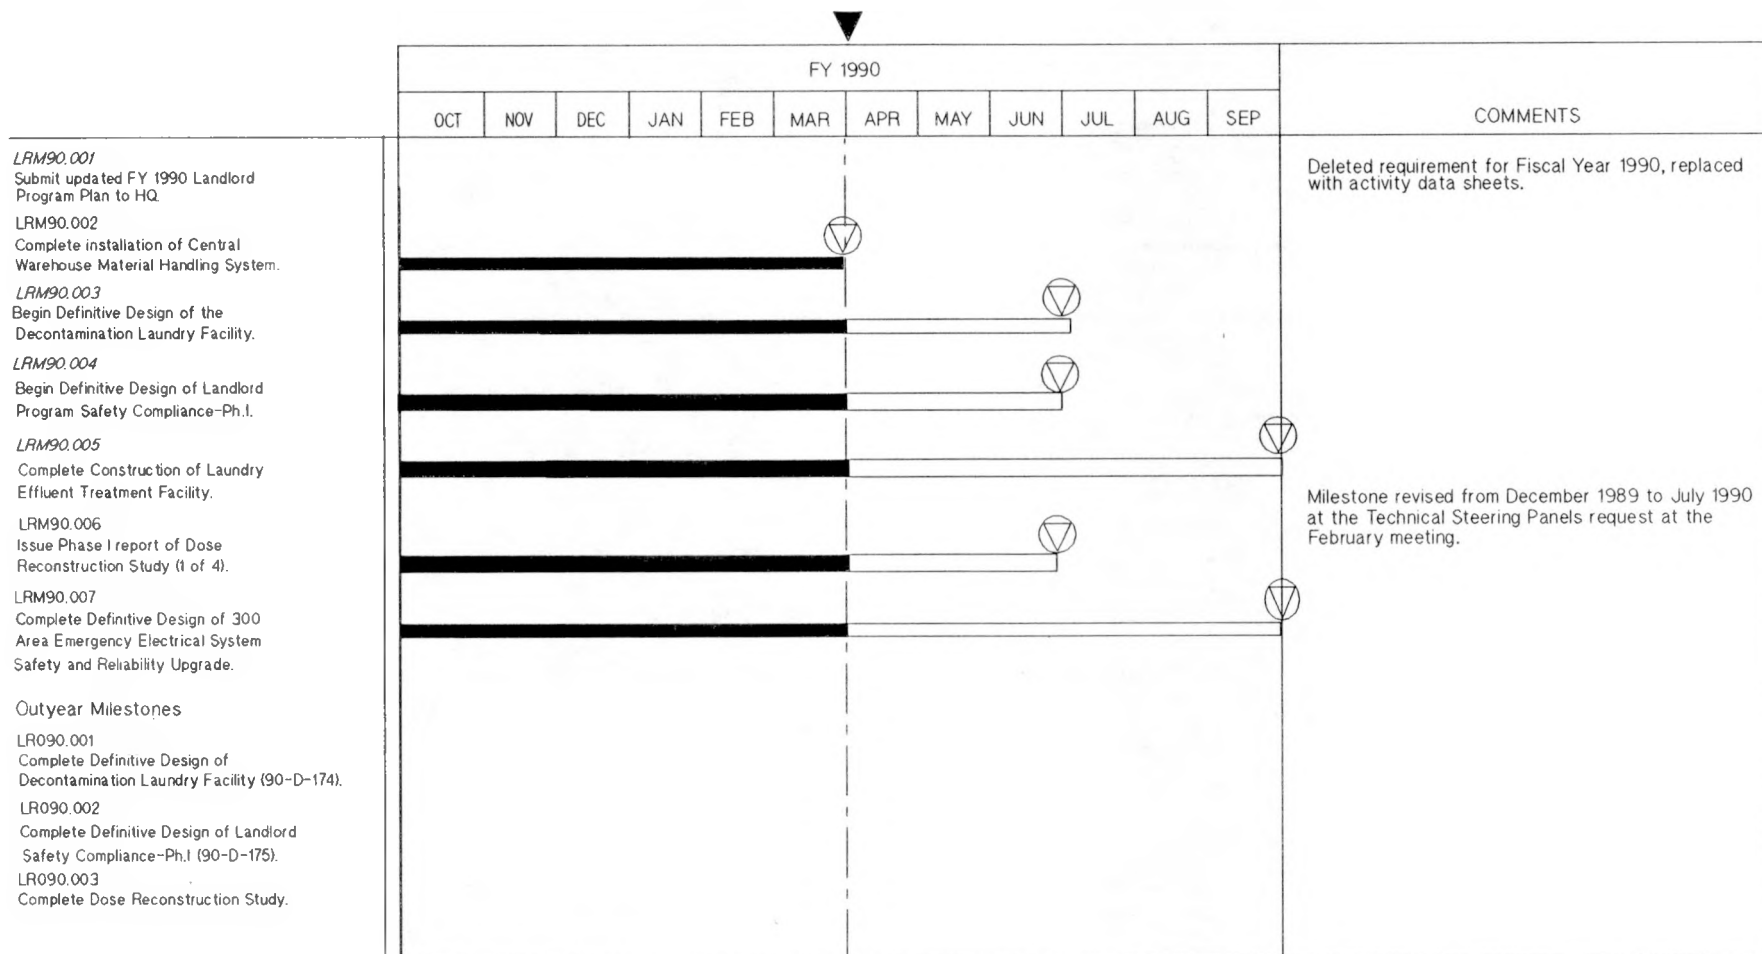 FY 1990
OCT NOV DEC JAN FEB MAR APR MAY JUN JUL AUG SEP COMMENTS
LRM90.001
Submit updated FY 1990 Landlord
Program Plan to HQ.
Deleted requirement for Fiscal Year 1990, replaced
with activity data sheets.
LRM90.002
Complete installation of Central
Warehouse Material Handling System.
LRM90.003
Begin Definitive Design of the
Decontamination Laundry Facility.
LRM90.004
Begin Definitive Design of Landlord
Program Safety Compliance-Ph.I.
LRM90.005
Complete Construction of Laundry
Effluent Treatment Facility.
LRM90.006
Issue Phase I report of Dose
Reconstruction Study (1 of 4).
Milestone revised from December 1989 to July 1990
at the Technical Steering Panels request at the
February meeting.
LRM90.007
Complete Definitive Design of 300
Area Emergency Electrical System
Safety and Reliability Upgrade.
Outyear Milestones
LRO90.001
Complete Definitive Design of
Decontamination Laundry Facility (90-D-174).
LRO90.002
Complete Definitive Design of Landlord
Safety Compliance-Ph.I (90-D-175).
LRO90.003
Complete Dose Reconstruction Study.